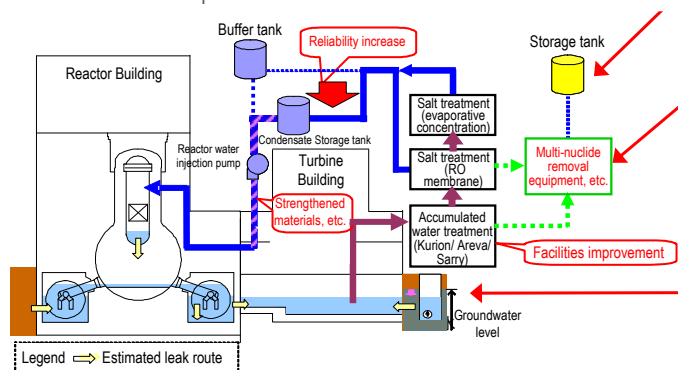 Buffer tank
Reliability increase
Storage tank
Reactor Building
Salt treatment
(evaporative
concentration)
Condensate Storage tank
Reactor water
injection pump
Turbine
Building
Salt treatment
(RO
membrane)
Multi-nuclide
removal
equipment, etc.
Strengthened
materials, etc.
Accumulated
water treatment
(Kurion/ Areva/
Sarry)
Facilities improvement
Groundwater
level
Legend
Estimated leak route